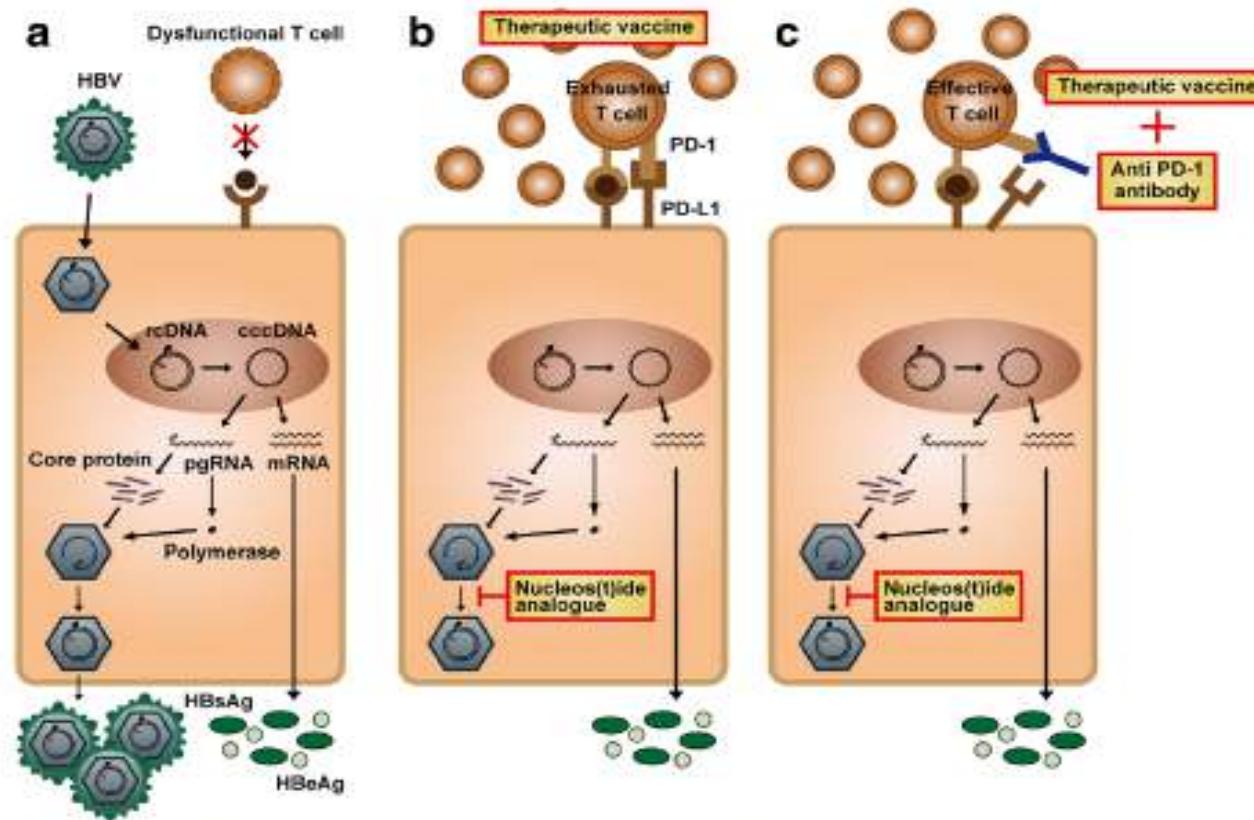 a
Dysfunctional T cell
HBV
rcDNA
cccDNA
Core protein
pgRNA
mRNA
Polymerase
HBsAg
HBeAg
b
Therapeutic vaccine
Exhausted
T cell
PD-1
PD-L1
Nucleos(t)ide
analogue
c
Effective
T cell
Therapeutic vaccine
+
Anti PD-1
antibody
Nucleos(t)ide
analogue